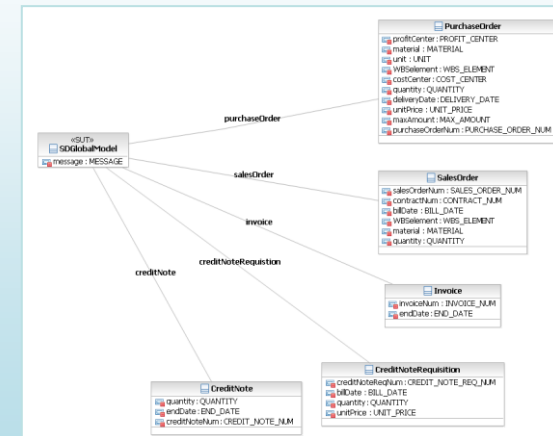 PurchaseOrder
profitCenter : PROFIT_CENTER
material : MATERIAL
unit : UNIT
WBSelement : WBS_ELEMENT
costCenter : COST_CENTER
quantity : QUANTITY
deliveryDate : DELIVERY_DATE
unitPrice : UNIT_PRICE
maxAmount : MAX_AMOUNT
purchaseOrderNum : PURCHASE_ORDER_NUM
purchaseOrder
«SUT»
SDGlobalModel
message : MESSAGE
salesOrder
SalesOrder
salesOrderNum : SALES_ORDER_NUM
contractNum : CONTRACT_NUM
billDate : BILL_DATE
WBSelement : WBS_ELEMENT
material : MATERIAL
quantity : QUANTITY
invoice
creditNoteRequistion
creditNote
Invoice
invoiceNum : INVOICE_NUM
endDate : END_DATE
CreditNoteRequisition
creditNoteReqNum : CREDIT_NOTE_REQ_NUM
billDate : BILL_DATE
quantity : QUANTITY
unitPrice : UNIT_PRICE
CreditNote
quantity : QUANTITY
endDate : END_DATE
creditNoteNum : CREDIT_NOTE_NUM